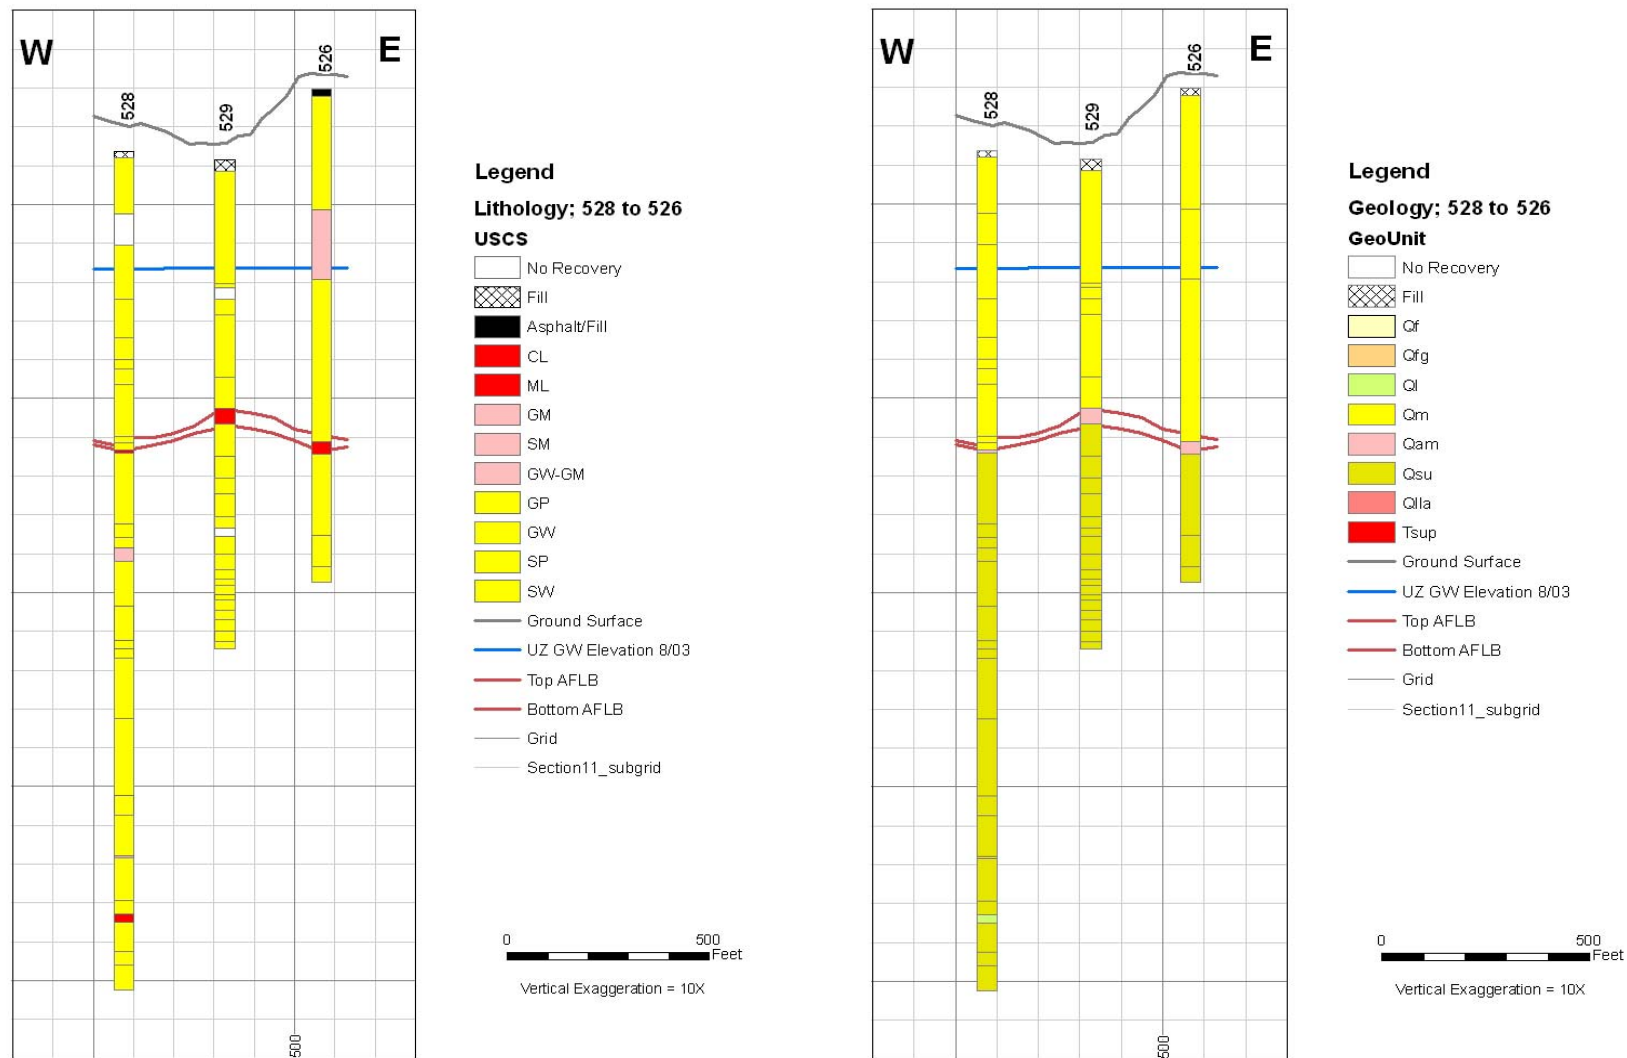 W
E
528
529
526
500
Legend
Lithology; 528 to 526
USCS
No Recovery
Fill
Asphalt/Fill
CL
ML
GM
SM
GW-GM
GP
GW
SP
SW
Ground Surface
UZ GW Elevation 8/03
Top AFLB
Bottom AFLB
Grid
Section11_subgrid
0 500
Feet
Vertical Exaggeration = 10X
W
E
528
529
526
500
Legend
Geology; 528 to 526
GeoUnit
No Recovery
Fill
Qf
Qfg
Ql
Qm
Qam
Qsu
Qlla
Tsup
Ground Surface
UZ GW Elevation 8/03
Top AFLB
Bottom AFLB
Grid
Section11_subgrid
0 500
Feet
Vertical Exaggeration = 10X